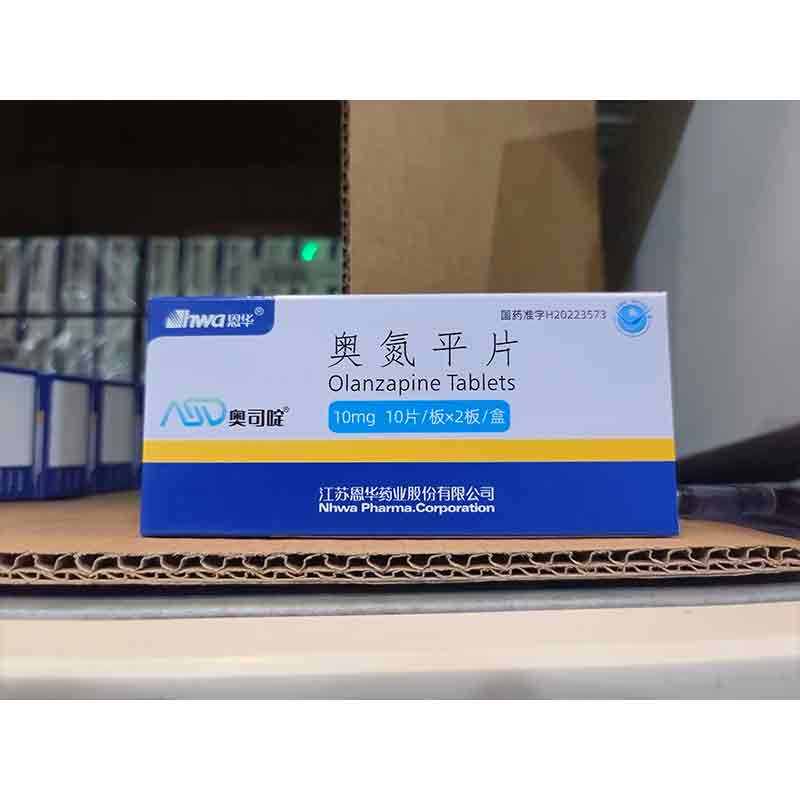 Nhwa恩华®
国药准字H20223573
奥氮平片
Olanzapine Tablets
奥司啶®
10mg 10片/板×2板/盒
江苏恩华药业股份有限公司
Nhwa Pharma.Corporation